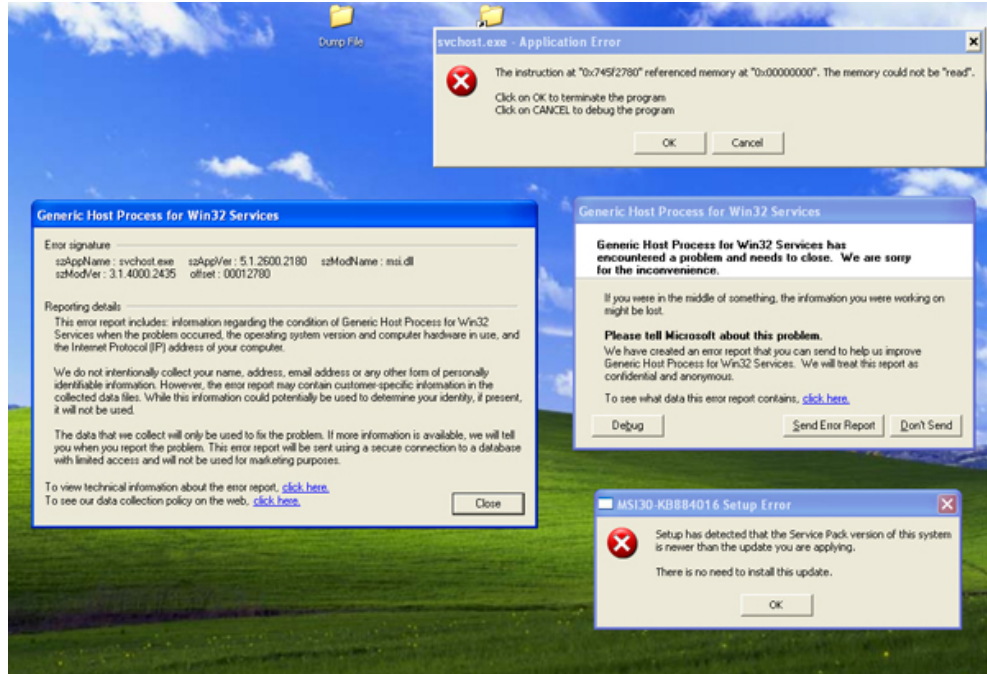 Dump File
svchost.exe - Application Error
The instruction at "0x745f2780" referenced memory at "0x00000000". The memory could not be "read".
Click on OK to terminate the program
Click on CANCEL to debug the program
OK
Cancel
Generic Host Process for Win32 Services
Error signature
szAppName : svchost.exe szAppVer : 5.1.2600.2180 szModName : msi.dll
szModVer : 3.1.4000.2435 offset : 00012780
Reporting details
This error report includes: information regarding the condition of Generic Host Process for Win32
Services when the problem occurred, the operating system version and computer hardware in use, and
the Internet Protocol (IP) address of your computer.
We do not intentionally collect your name, address, email address or any other form of personally
identifiable information. However, the error report may contain customer-specific information in the
collected data files. While this information could potentially be used to determine your identity, if present,
it will not be used.
The data that we collect will only be used to fix the problem. If more information is available, we will tell
you when you report the problem. This error report will be sent using a secure connection to a database
with limited access and will not be used for marketing purposes.
To view technical information about the error report, click here.
To see our data collection policy on the web, click here.
Close
Generic Host Process for Win32 Services
Generic Host Process for Win32 Services has
encountered a problem and needs to close. We are sorry
for the inconvenience.
If you were in the middle of something, the information you were working on
might be lost.
Please tell Microsoft about this problem.
We have created an error report that you can send to help us improve
Generic Host Process for Win32 Services. We will treat this report as
confidential and anonymous.
To see what data this error report contains, click here.
Debug
Send Error Report
Don't Send
MSI30-KB884016 Setup Error
Setup has detected that the Service Pack version of this system
is newer than the update you are applying.
There is no need to install this update.
OK